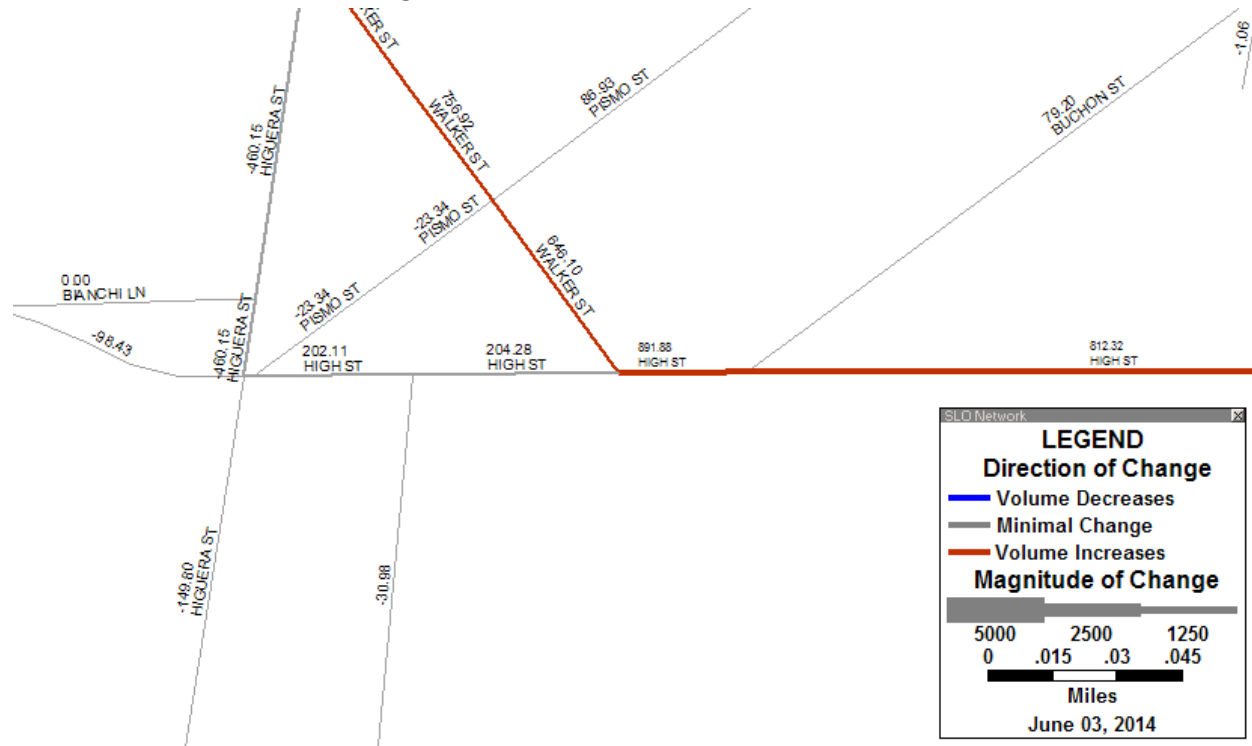 KER ST
-1.06
756.92
WALKER ST
86.93
PISMO ST
79.20
BUCHON ST
-460.15
HIGUERA ST
-23.34
PISMO ST
646.10
WALKER ST
0.00
BIANCHI LN
-98.43
-460.15
HIGUERA ST
-23.34
PISMO ST
202.11
HIGH ST
204.28
HIGH ST
891.88
HIGH ST
812.32
HIGH ST
-149.80
HIGUERA ST
-30.98
SLO Network
LEGEND
Direction of Change
Volume Decreases
Minimal Change
Volume Increases
Magnitude of Change
5000 2500 1250
0 .015 .03 .045
Miles
June 03, 2014